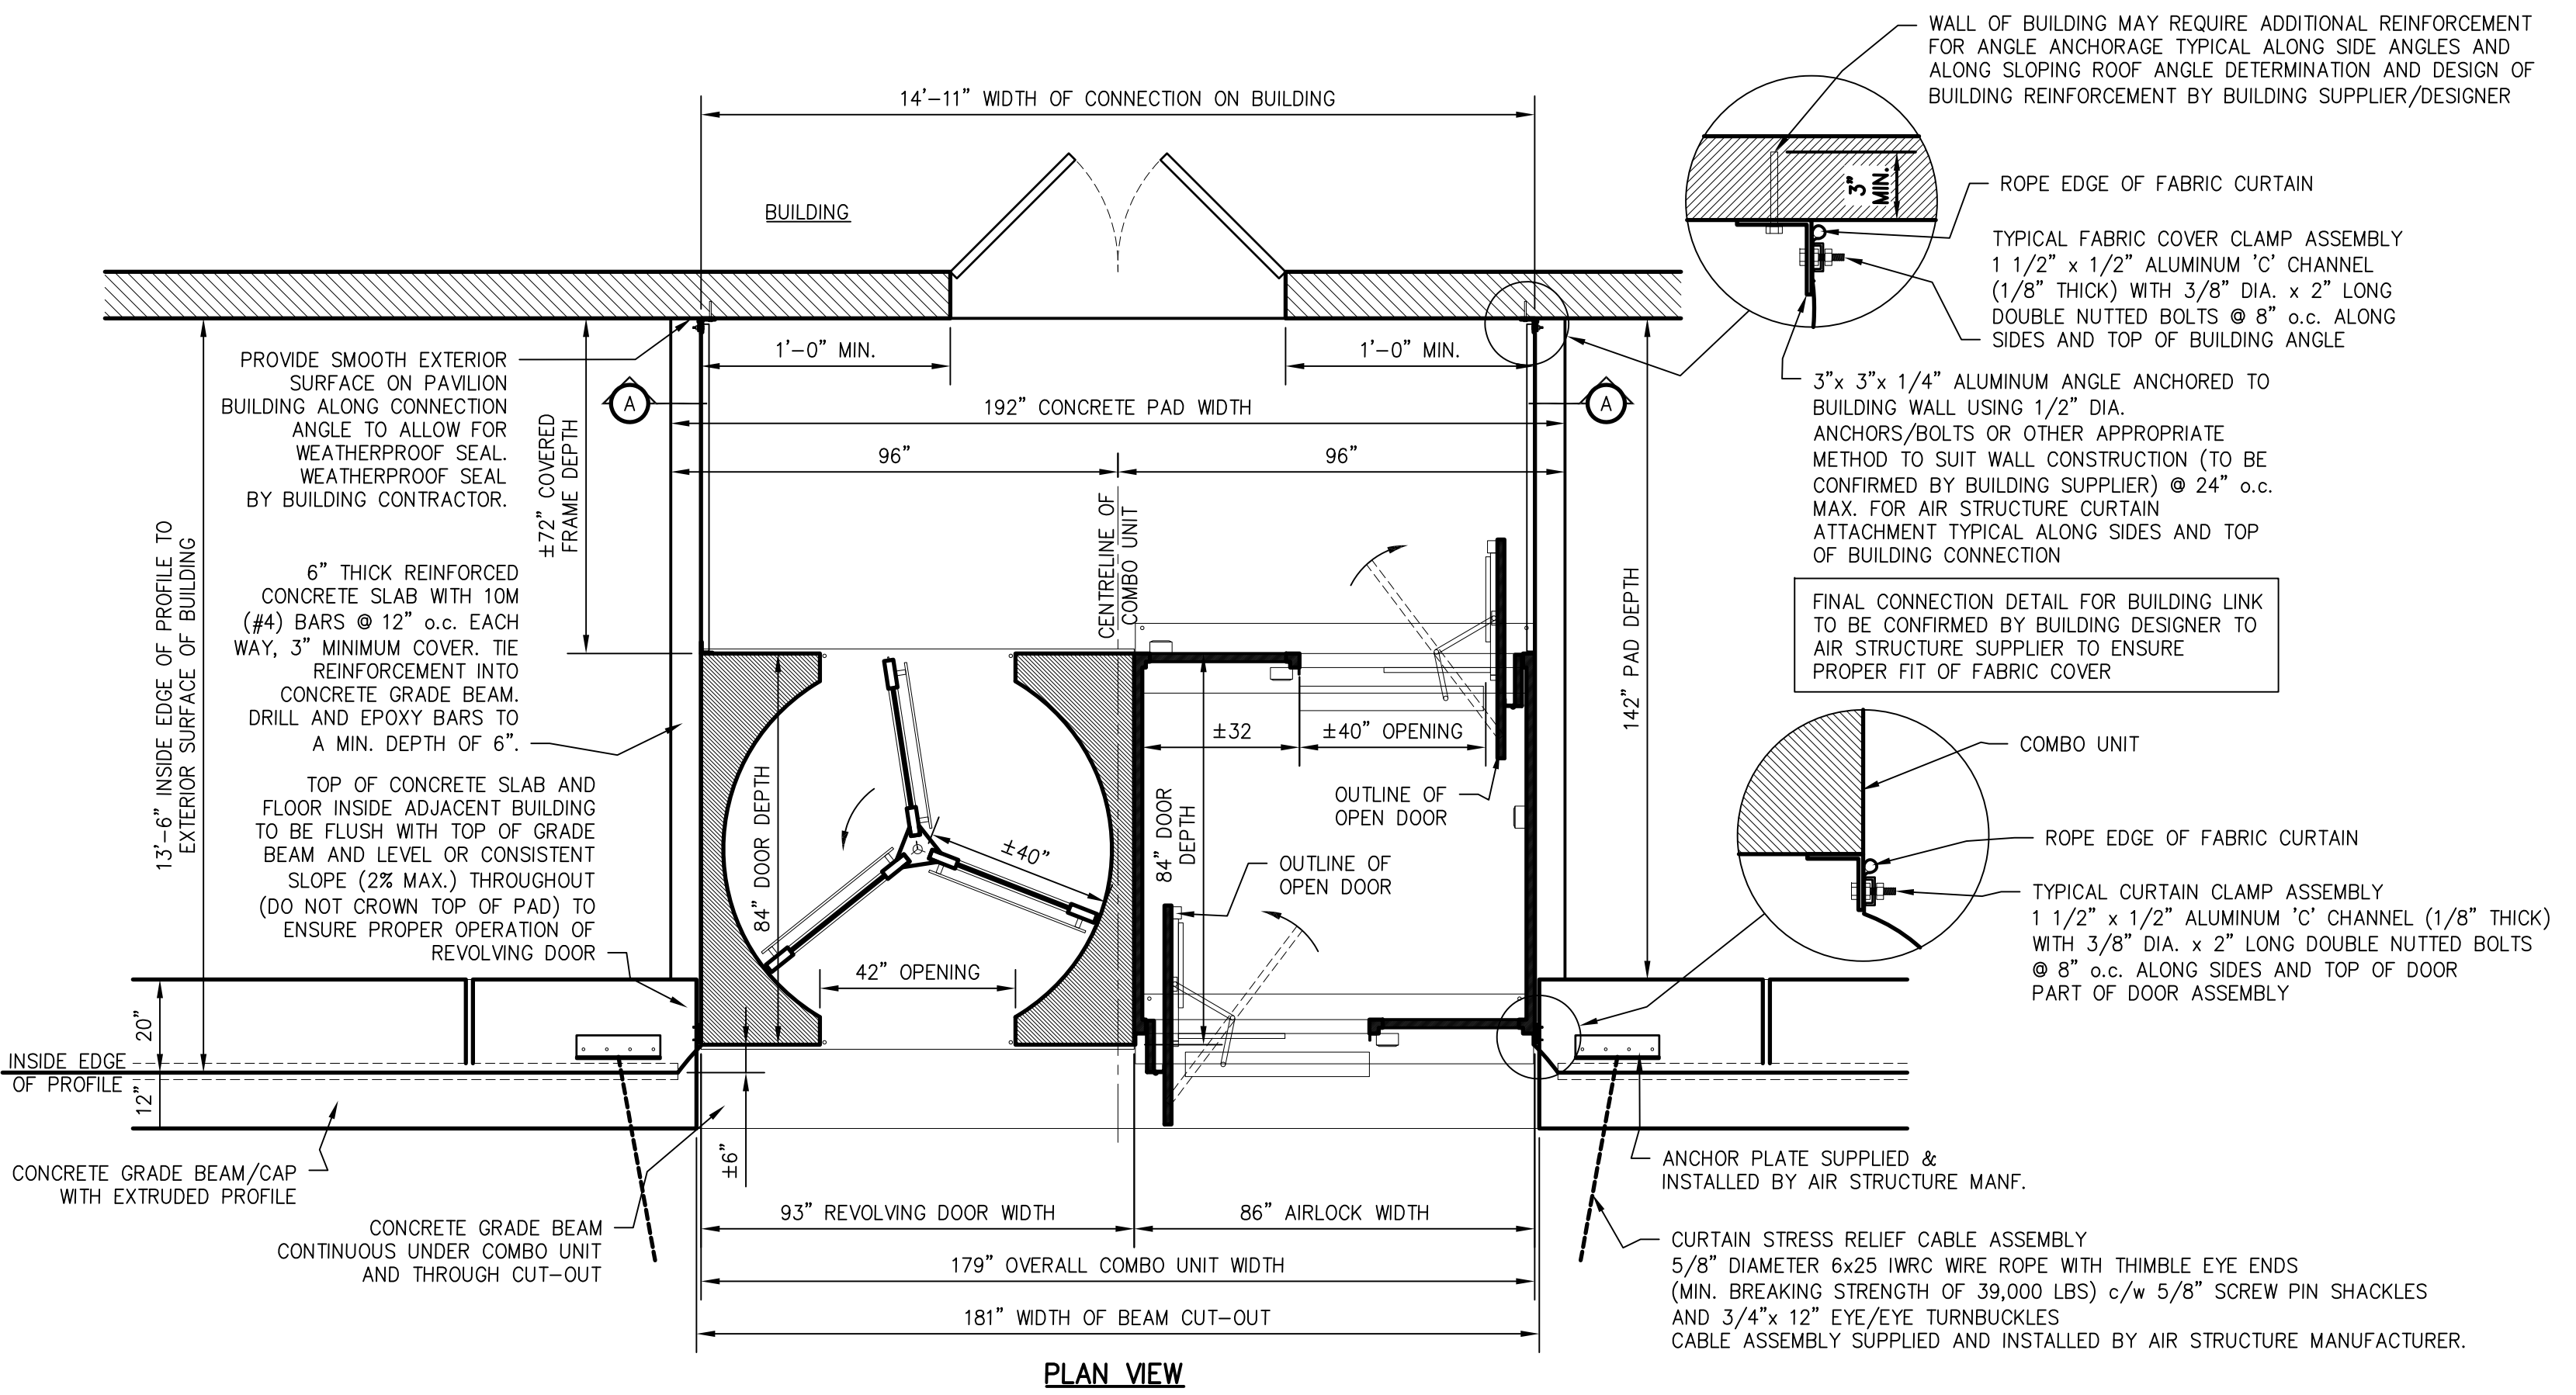 WALL OF BUILDING MAY REQUIRE ADDITIONAL REINFORCEMENT
FOR ANGLE ANCHORAGE TYPICAL ALONG SIDE ANGLES AND
ALONG SLOPING ROOF ANGLE DETERMINATION AND DESIGN OF
BUILDING REINFORCEMENT BY BUILDING SUPPLIER/DESIGNER
14'-11" WIDTH OF CONNECTION ON BUILDING
BUILDING
3"
MIN.
ROPE EDGE OF FABRIC CURTAIN
TYPICAL FABRIC COVER CLAMP ASSEMBLY
1 1/2" x 1/2" ALUMINUM 'C' CHANNEL
(1/8" THICK) WITH 3/8" DIA. x 2" LONG
DOUBLE NUTTED BOLTS @ 8" o.c. ALONG
SIDES AND TOP OF BUILDING ANGLE
PROVIDE SMOOTH EXTERIOR
SURFACE ON PAVILION
BUILDING ALONG CONNECTION
ANGLE TO ALLOW FOR
WEATHERPROOF SEAL.
WEATHERPROOF SEAL
BY BUILDING CONTRACTOR.
1'-0" MIN.
1'-0" MIN.
A
A
192" CONCRETE PAD WIDTH
96"
96"
±72" COVERED
FRAME DEPTH
CENTRELINE OF
COMBO UNIT
3"x 3"x 1/4" ALUMINUM ANGLE ANCHORED TO
BUILDING WALL USING 1/2" DIA.
ANCHORS/BOLTS OR OTHER APPROPRIATE
METHOD TO SUIT WALL CONSTRUCTION (TO BE
CONFIRMED BY BUILDING SUPPLIER) @ 24" o.c.
MAX. FOR AIR STRUCTURE CURTAIN
ATTACHMENT TYPICAL ALONG SIDES AND TOP
OF BUILDING CONNECTION
13'-6" INSIDE EDGE OF PROFILE TO
EXTERIOR SURFACE OF BUILDING
6" THICK REINFORCED
CONCRETE SLAB WITH 10M
(#4) BARS @ 12" o.c. EACH
WAY, 3" MINIMUM COVER. TIE
REINFORCEMENT INTO
CONCRETE GRADE BEAM.
DRILL AND EPOXY BARS TO
A MIN. DEPTH OF 6".
142" PAD DEPTH
FINAL CONNECTION DETAIL FOR BUILDING LINK
TO BE CONFIRMED BY BUILDING DESIGNER TO
AIR STRUCTURE SUPPLIER TO ENSURE
PROPER FIT OF FABRIC COVER
±32
±40" OPENING
COMBO UNIT
TOP OF CONCRETE SLAB AND
FLOOR INSIDE ADJACENT BUILDING
TO BE FLUSH WITH TOP OF GRADE
BEAM AND LEVEL OR CONSISTENT
SLOPE (2% MAX.) THROUGHOUT
(DO NOT CROWN TOP OF PAD) TO
ENSURE PROPER OPERATION OF
REVOLVING DOOR
84" DOOR DEPTH
±40"
84" DOOR
DEPTH
OUTLINE OF
OPEN DOOR
OUTLINE OF
OPEN DOOR
42" OPENING
ROPE EDGE OF FABRIC CURTAIN
TYPICAL CURTAIN CLAMP ASSEMBLY
1 1/2" x 1/2" ALUMINUM 'C' CHANNEL (1/8" THICK)
WITH 3/8" DIA. x 2" LONG DOUBLE NUTTED BOLTS
@ 8" o.c. ALONG SIDES AND TOP OF DOOR
PART OF DOOR ASSEMBLY
20"
INSIDE EDGE
OF PROFILE
12"
±6"
CONCRETE GRADE BEAM/CAP
WITH EXTRUDED PROFILE
CONCRETE GRADE BEAM
CONTINUOUS UNDER COMBO UNIT
AND THROUGH CUT-OUT
93" REVOLVING DOOR WIDTH
86" AIRLOCK WIDTH
179" OVERALL COMBO UNIT WIDTH
181" WIDTH OF BEAM CUT-OUT
ANCHOR PLATE SUPPLIED &
INSTALLED BY AIR STRUCTURE MANF.
CURTAIN STRESS RELIEF CABLE ASSEMBLY
5/8" DIAMETER 6x25 IWRC WIRE ROPE WITH THIMBLE EYE ENDS
(MIN. BREAKING STRENGTH OF 39,000 LBS) c/w 5/8" SCREW PIN SHACKLES
AND 3/4"x 12" EYE/EYE TURNBUCKLES
CABLE ASSEMBLY SUPPLIED AND INSTALLED BY AIR STRUCTURE MANUFACTURER.
PLAN VIEW